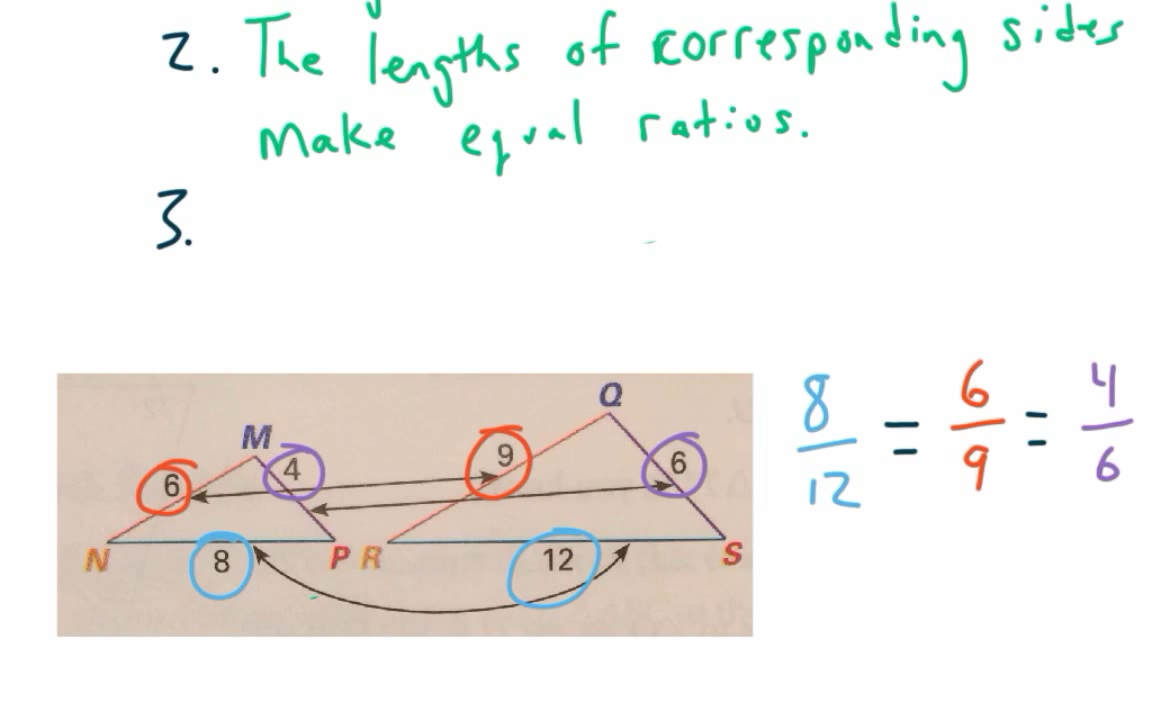 2. The lengths of corresponding sides
make equal ratios.
3.
M Q
6 4 9 6
N 8 P R 12 S
8/12 = 6/9 = 4/6